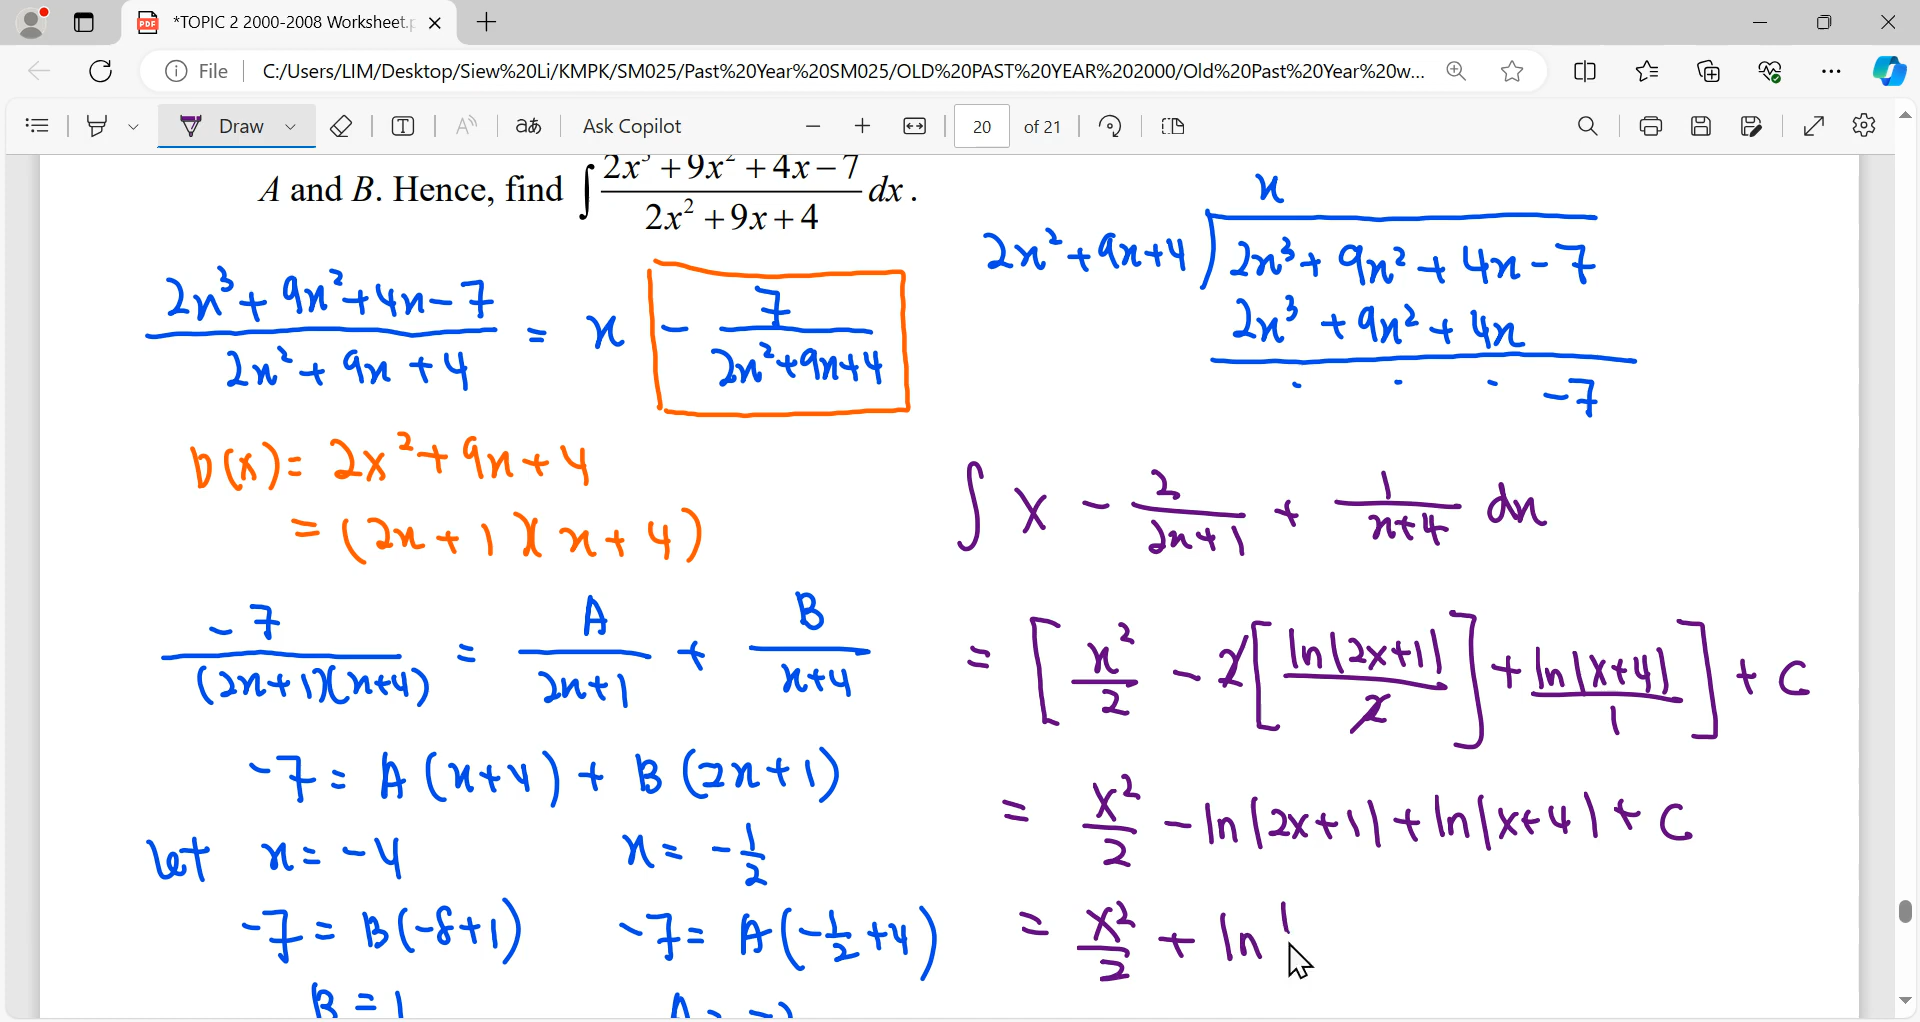 *TOPIC 2 2000-2008 Worksheet.p
File C:/Users/LIM/Desktop/Siew%20Li/KMPK/SM025/Past%20Year%20SM025/OLD%20PAST%20YEAR%202000/Old%20Past%20Year%20w...
Draw Ask Copilot 20 of 21
A and B. Hence, find ∫ (2x³ + 9x² + 4x − 7)/(2x² + 9x + 4) dx .
(2x³ + 9x² + 4x − 7)/(2x² + 9x + 4) = x − 7/(2x² + 9x + 4)
D(x) = 2x² + 9x + 4
= (2x + 1)(x + 4)
−7/((2x+1)(x+4)) = A/(2x+1) + B/(x+4)
−7 = A(x+4) + B(2x+1)
let x = −4 x = −1/2
−7 = B(−8+1) −7 = A(−1/2 + 4)
B = 1 A = −2
x
2x² + 9x + 4 ) 2x³ + 9x² + 4x − 7
2x³ + 9x² + 4x
. . . −7
∫ x − 2/(2x+1) + 1/(x+4) dx
= [ x²/2 − 2[ ln|2x+1|/2 ] + ln|x+4|/1 ] + C
= x²/2 − ln|2x+1| + ln|x+4| + C
= x²/2 + ln |